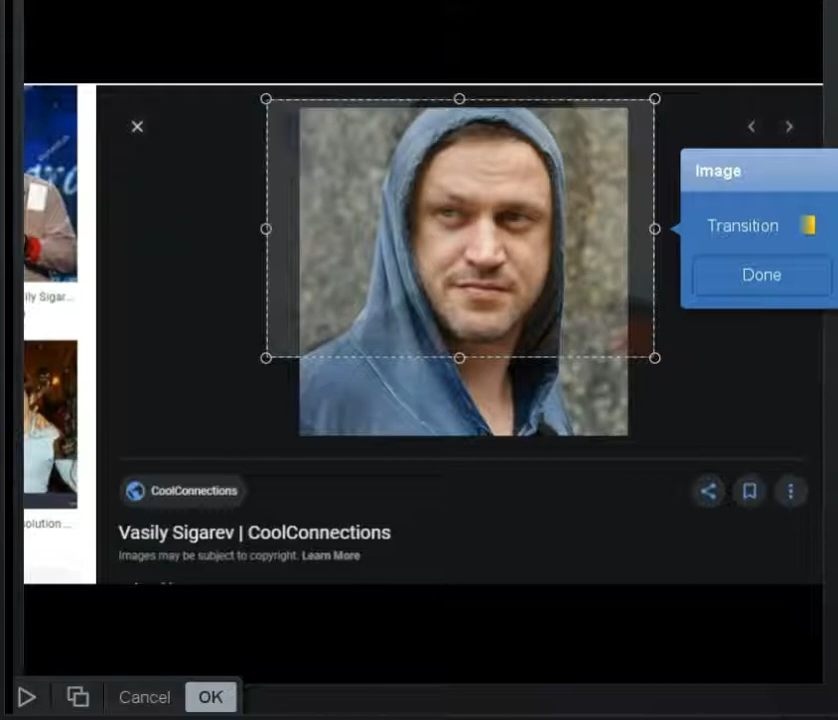 Image
Transition
Done
ily Sigar...
olution ...
CoolConnections
Vasily Sigarev | CoolConnections
Images may be subject to copyright. Learn More
Cancel
OK